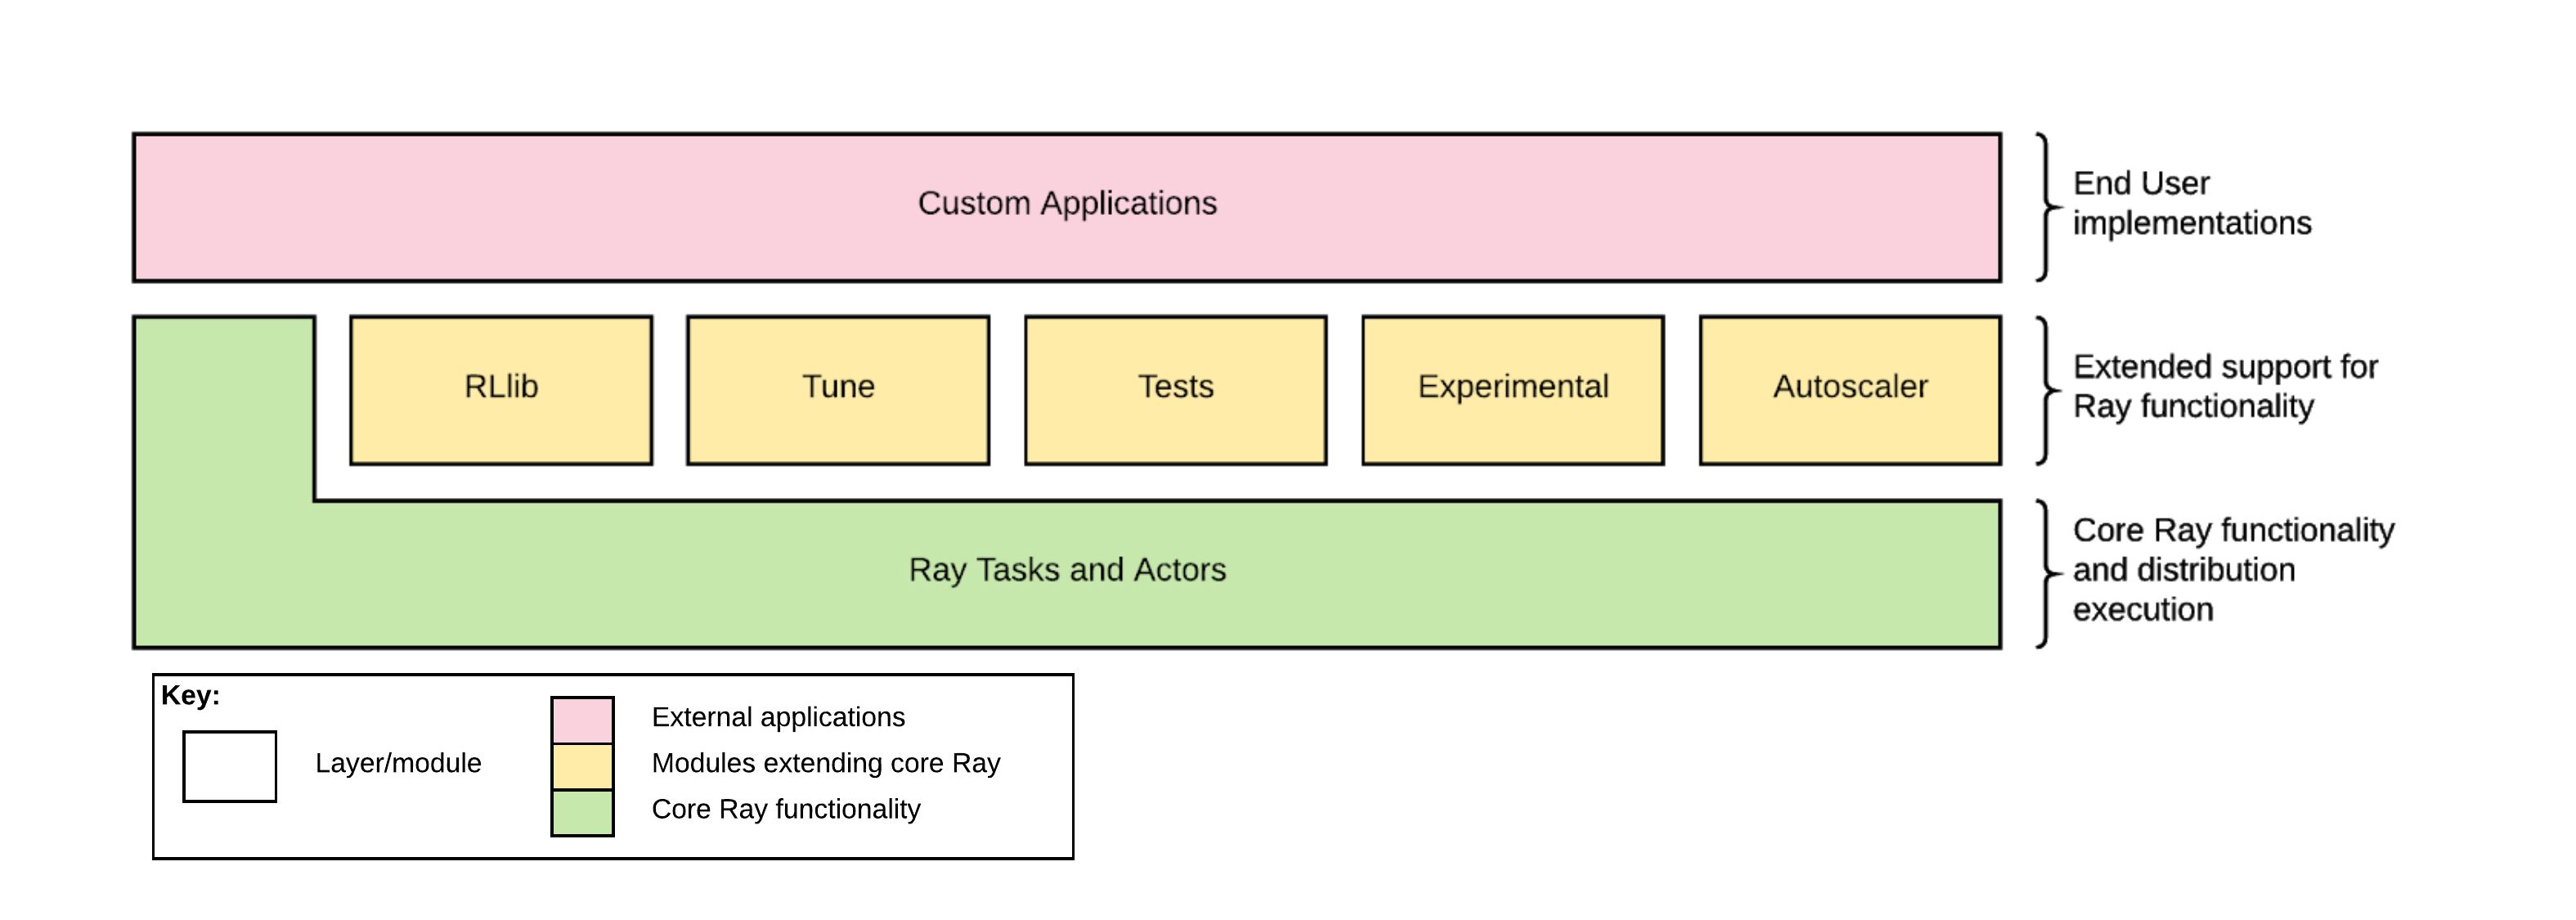 Custom Applications
End User
implementations
RLlib
Tune
Tests
Experimental
Autoscaler
Extended support for
Ray functionality
Ray Tasks and Actors
Core Ray functionality
and distribution
execution
Key:
Layer/module
External applications
Modules extending core Ray
Core Ray functionality